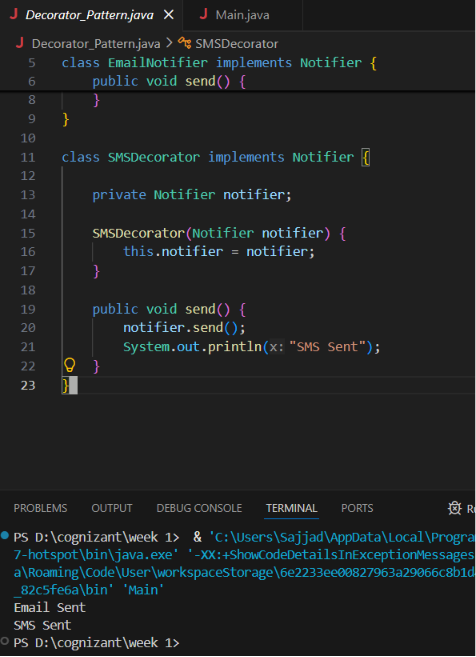 J Decorator_Pattern.java × J Main.java
J Decorator_Pattern.java > SMSDecorator
5 class EmailNotifier implements Notifier {
6 public void send() {
8 }
9 }
10
11 class SMSDecorator implements Notifier {
12
13 private Notifier notifier;
14
15 SMSDecorator(Notifier notifier) {
16 this.notifier = notifier;
17 }
18
19 public void send() {
20 notifier.send();
21 System.out.println(x: "SMS Sent");
22 }
23 }
PROBLEMS OUTPUT DEBUG CONSOLE TERMINAL PORTS
PS D:\cognizant\week 1> & 'C:\Users\Sajjad\AppData\Local\Progra
7-hotspot\bin\java.exe' '-XX:+ShowCodeDetailsInExceptionMessages
a\Roaming\Code\User\workspaceStorage\6e2233ee00827963a29066c8b1d
_82c5fe6a\bin' 'Main'
Email Sent
SMS Sent
PS D:\cognizant\week 1>